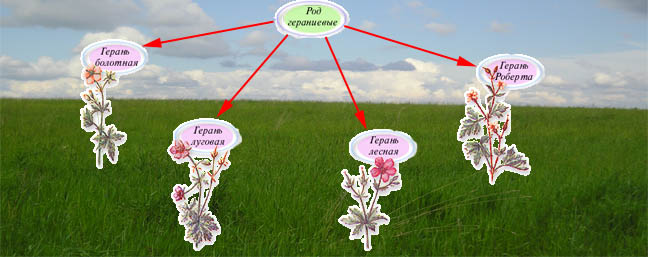 Род
гераниевые
Герань
болотная
Герань
луговая
Герань
лесная
Герань
Роберта